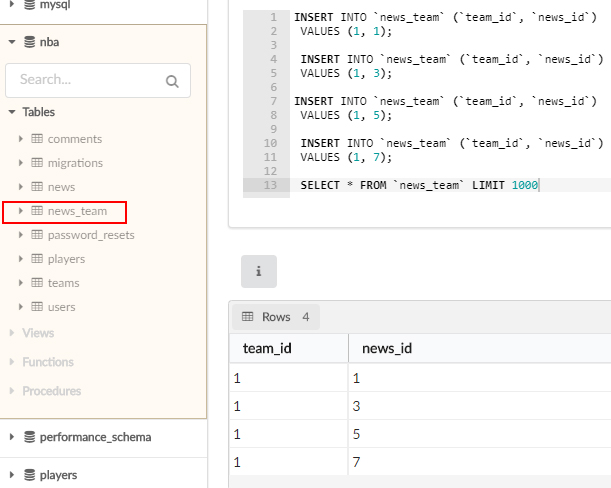 mysql
nba
Search...
Tables
comments
migrations
news
news_team
password_resets
players
teams
users
Views
Functions
Procedures
performance_schema
players
1 INSERT INTO `news_team` (`team_id`, `news_id`)
2 VALUES (1, 1);
3
4 INSERT INTO `news_team` (`team_id`, `news_id`)
5 VALUES (1, 3);
6
7 INSERT INTO `news_team` (`team_id`, `news_id`)
8 VALUES (1, 5);
9
10 INSERT INTO `news_team` (`team_id`, `news_id`)
11 VALUES (1, 7);
12
13 SELECT * FROM `news_team` LIMIT 1000
i
Rows 4
team_id news_id
1 1
1 3
1 5
1 7